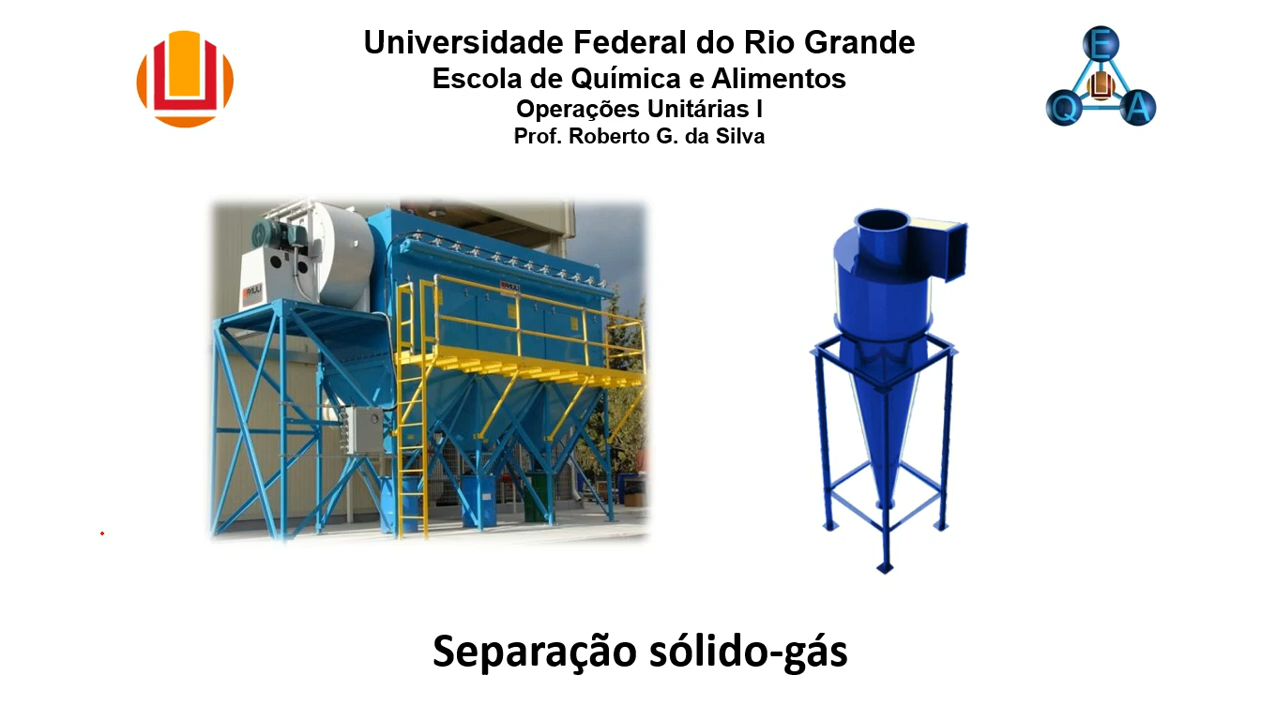 Universidade Federal do Rio Grande
Escola de Química e Alimentos
Operações Unitárias I
Prof. Roberto G. da Silva
E
Q
A
Separação sólido-gás